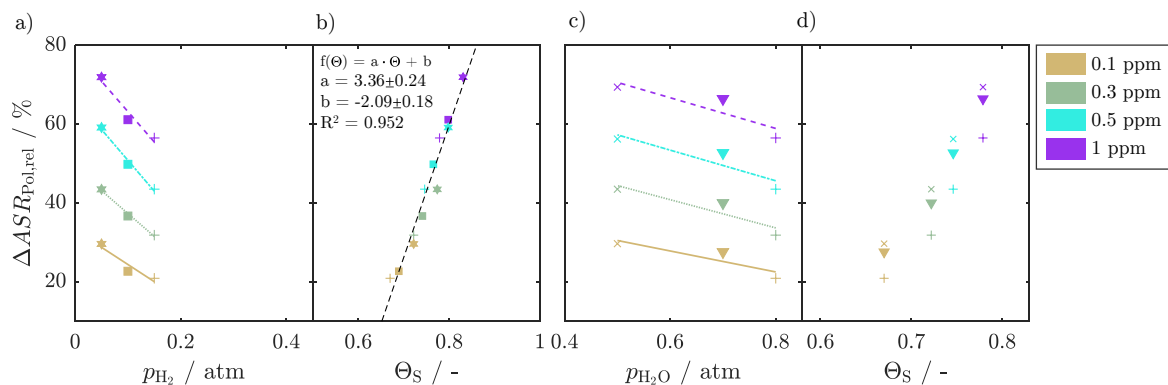 a)
b)
c)
d)
ΔASR_Pol,rel / %
80
60
40
20
f(Θ) = a · Θ + b
a = 3.36±0.24
b = -2.09±0.18
R² = 0.952
0.1 ppm
0.3 ppm
0.5 ppm
1 ppm
0 0.2 0.4
0.6 0.8 1
0.4 0.6 0.8
0.6 0.7 0.8
p_H₂ / atm
Θ_S / -
p_H₂O / atm
Θ_S / -